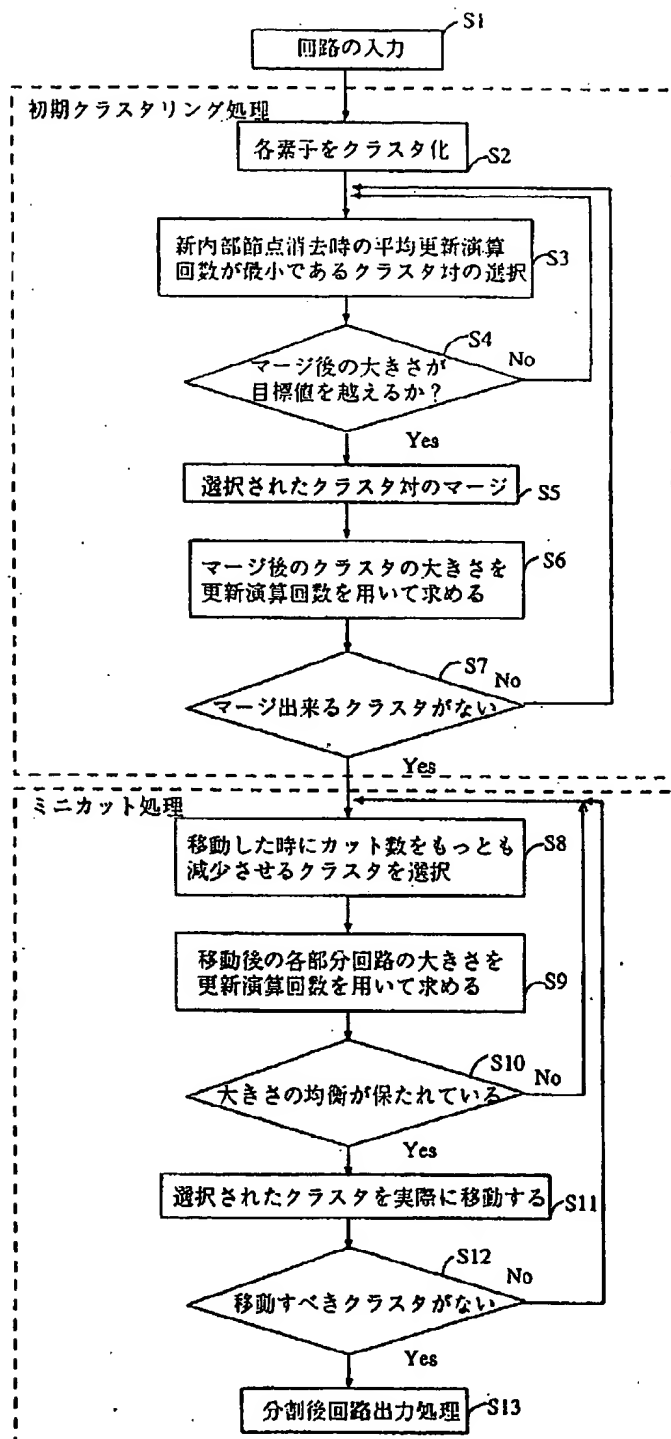 S1
回路の入力
初期クラスタリング処理
各素子をクラスタ化
S2
新内部節点消去時の平均更新演算
回数が最小であるクラスタ対の選択
S3
S4
マージ後の大きさが
目標値を越えるか?
No
Yes
選択されたクラスタ対のマージ
S5
マージ後のクラスタの大きさを
更新演算回数を用いて求める
S6
S7
マージ出来るクラスタがない
No
Yes
ミニカット処理
移動した時にカット数をもっとも
減少させるクラスタを選択
S8
移動後の各部分回路の大きさを
更新演算回数を用いて求める
S9
S10
大きさの均衡が保たれている
No
Yes
選択されたクラスタを実際に移動する
S11
S12
移動すべきクラスタがない
No
Yes
分割後回路出力処理
S13